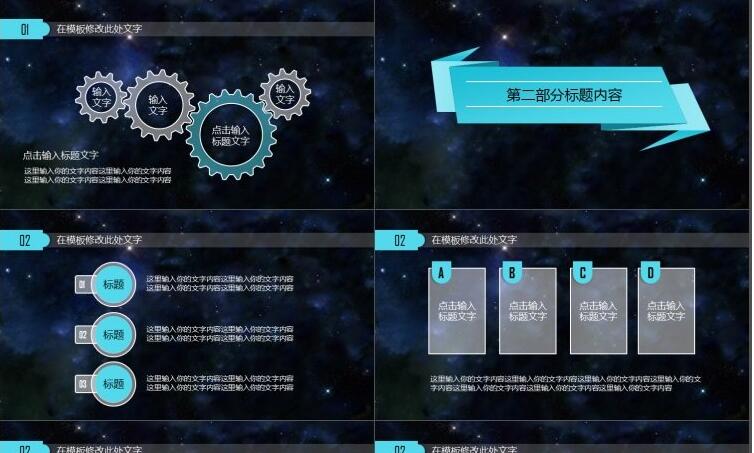 01 在模板修改此处文字
输入
文字
输入
文字
点击输入
标题文字
输入
文字
点击输入标题文字
这里输入你的文字内容这里输入你的文字内容
这里输入你的文字内容这里输入你的文字内容
第二部分标题内容
02 在模板修改此处文字
01 标题
这里输入你的文字内容这里输入你的文字内容
这里输入你的文字内容这里输入你的文字内容
02 标题
这里输入你的文字内容这里输入你的文字内容
这里输入你的文字内容这里输入你的文字内容
03 标题
这里输入你的文字内容这里输入你的文字内容
这里输入你的文字内容这里输入你的文字内容
02 在模板修改此处文字
A
点击输入
标题文字
B
点击输入
标题文字
C
点击输入
标题文字
D
点击输入
标题文字
这里输入你的文字内容这里输入你的文字内容这里输入你的文字内容这里输入你的文
字内容这里输入你的文字内容这里输入你的文字内容这里输入你的文字内容
02 在模板修改此处文字
02 在模板修改此处文字